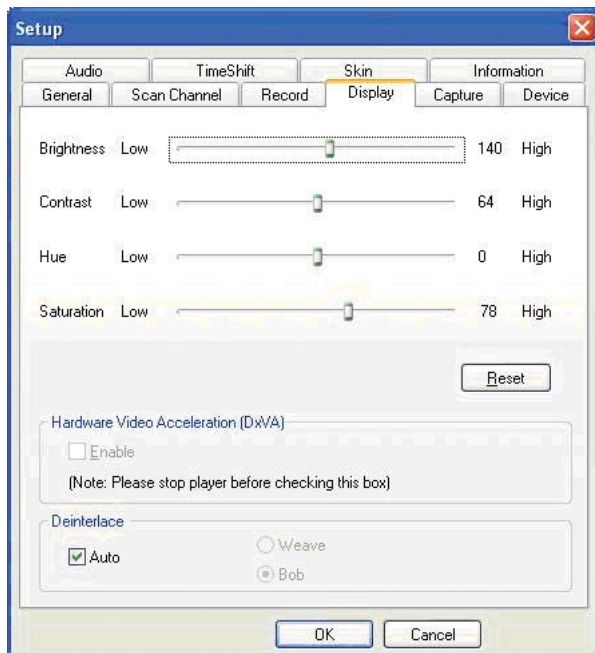 Setup
Audio TimeShift Skin Information
General Scan Channel Record Display Capture Device
Brightness Low 140 High
Contrast Low 64 High
Hue Low 0 High
Saturation Low 78 High
Reset
Hardware Video Acceleration (DxVA)
Enable
(Note: Please stop player before checking this box)
Deinterlace
Auto
Weave
Bob
OK Cancel